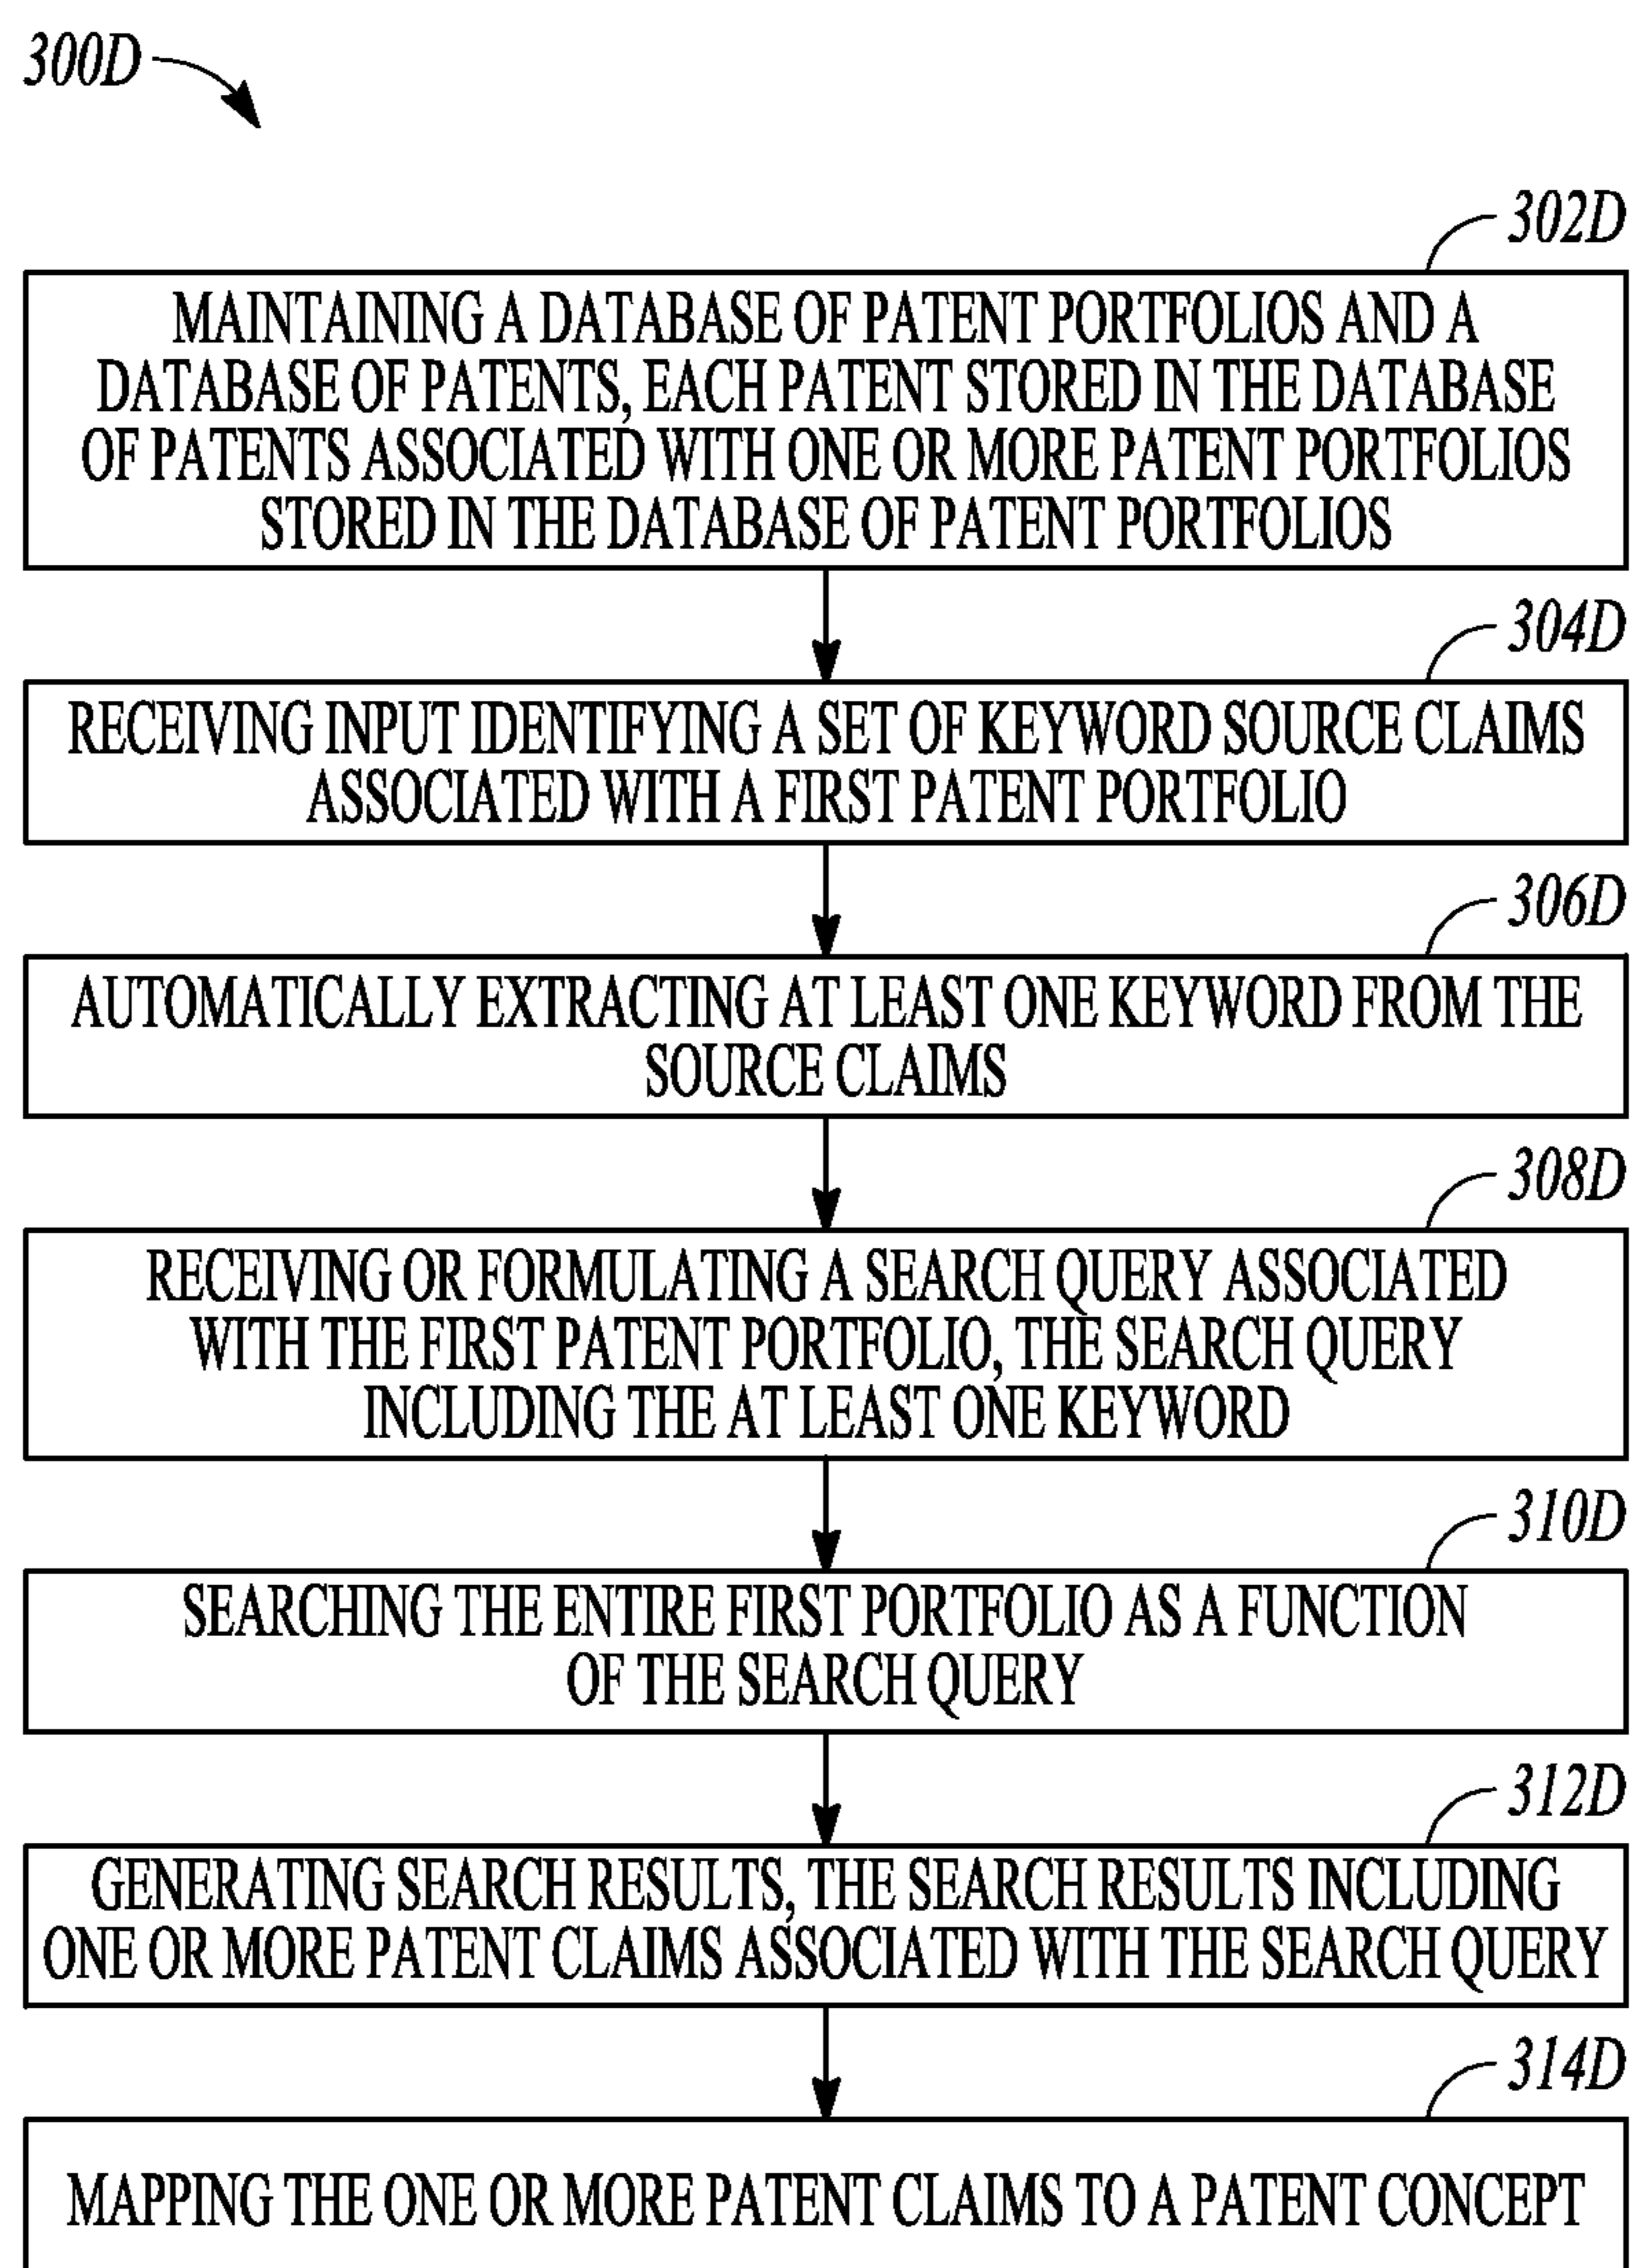 300D
302D
MAINTAINING A DATABASE OF PATENT PORTFOLIOS AND A
DATABASE OF PATENTS, EACH PATENT STORED IN THE DATABASE
OF PATENTS ASSOCIATED WITH ONE OR MORE PATENT PORTFOLIOS
STORED IN THE DATABASE OF PATENT PORTFOLIOS
304D
RECEIVING INPUT IDENTIFYING A SET OF KEYWORD SOURCE CLAIMS
ASSOCIATED WITH A FIRST PATENT PORTFOLIO
306D
AUTOMATICALLY EXTRACTING AT LEAST ONE KEYWORD FROM THE
SOURCE CLAIMS
308D
RECEIVING OR FORMULATING A SEARCH QUERY ASSOCIATED
WITH THE FIRST PATENT PORTFOLIO, THE SEARCH QUERY
INCLUDING THE AT LEAST ONE KEYWORD
310D
SEARCHING THE ENTIRE FIRST PORTFOLIO AS A FUNCTION
OF THE SEARCH QUERY
312D
GENERATING SEARCH RESULTS, THE SEARCH RESULTS INCLUDING
ONE OR MORE PATENT CLAIMS ASSOCIATED WITH THE SEARCH QUERY
314D
MAPPING THE ONE OR MORE PATENT CLAIMS TO A PATENT CONCEPT